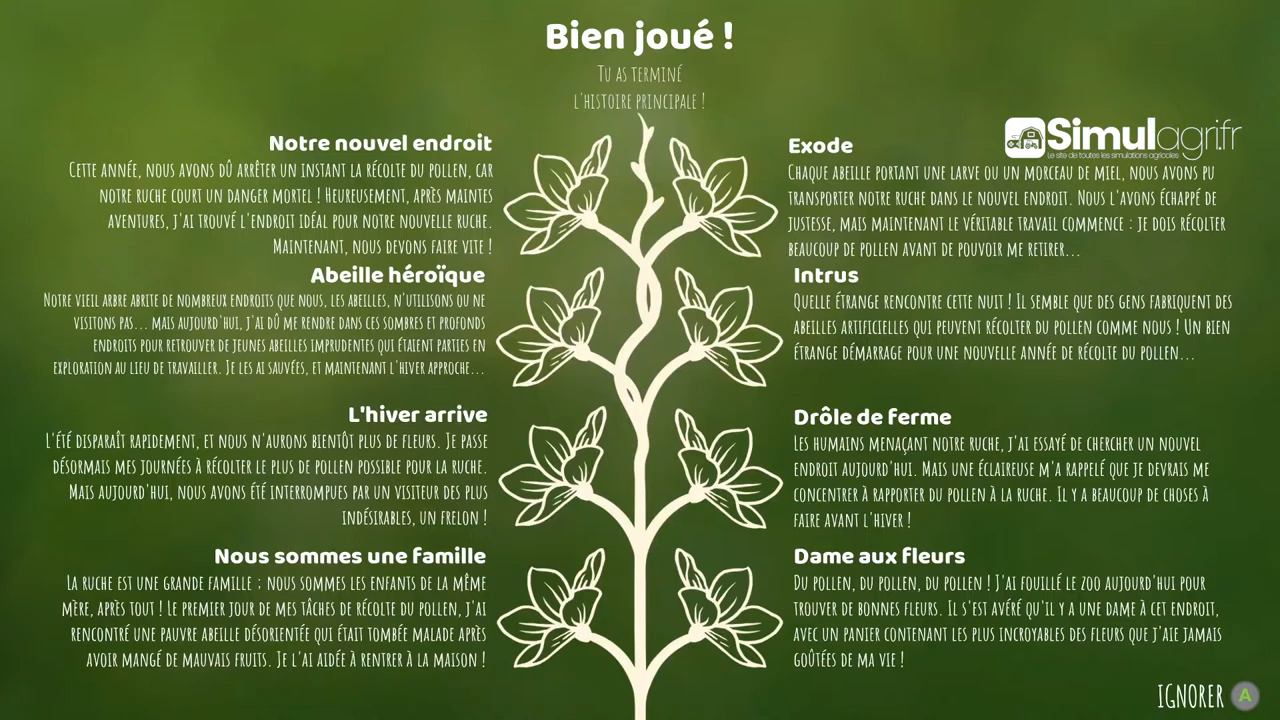 Bien joué !
Tu as terminé
l'histoire principale !
Notre nouvel endroit
Cette année, nous avons dû arrêter un instant la récolte du pollen, car
notre ruche court un danger mortel ! Heureusement, après maintes
aventures, j'ai trouvé l'endroit idéal pour notre nouvelle ruche.
Maintenant, nous devons faire vite !
Abeille héroïque
Notre vieil arbre abrite de nombreux endroits que nous, les abeilles, n'utilisons ou ne
visitons pas... mais aujourd'hui, j'ai dû me rendre dans ces sombres et profonds
endroits pour retrouver de jeunes abeilles imprudentes qui étaient parties en
exploration au lieu de travailler. Je les ai sauvées, et maintenant l'hiver approche...
L'hiver arrive
L'été disparaît rapidement, et nous n'aurons bientôt plus de fleurs. Je passe
désormais mes journées à récolter le plus de pollen possible pour la ruche.
Mais aujourd'hui, nous avons été interrompues par un visiteur des plus
indésirables, un frelon !
Nous sommes une famille
La ruche est une grande famille ; nous sommes les enfants de la même
mère, après tout ! Le premier jour de mes tâches de récolte du pollen, j'ai
rencontré une pauvre abeille désorientée qui était tombée malade après
avoir mangé de mauvais fruits. Je l'ai aidée à rentrer à la maison !
Simulagri.fr
Le site de toutes les simulations agricoles
Exode
Chaque abeille portant une larve ou un morceau de miel, nous avons pu
transporter notre ruche dans le nouvel endroit. Nous l'avons échappé de
justesse, mais maintenant le véritable travail commence : je dois récolter
beaucoup de pollen avant de pouvoir me retirer...
Intrus
Quelle étrange rencontre cette nuit ! Il semble que des gens fabriquent des
abeilles artificielles qui peuvent récolter du pollen comme nous ! Un bien
étrange démarrage pour une nouvelle année de récolte du pollen...
Drôle de ferme
Les humains menaçant notre ruche, j'ai essayé de chercher un nouvel
endroit aujourd'hui. Mais une éclaireuse m'a rappelé que je devrais me
concentrer à rapporter du pollen à la ruche. Il y a beaucoup de choses à
faire avant l'hiver !
Dame aux fleurs
Du pollen, du pollen, du pollen ! J'ai fouillé le zoo aujourd'hui pour
trouver de bonnes fleurs. Il s'est avéré qu'il y a une dame à cet endroit,
avec un panier contenant les plus incroyables des fleurs que j'aie jamais
goûtées de ma vie !
IGNORER A